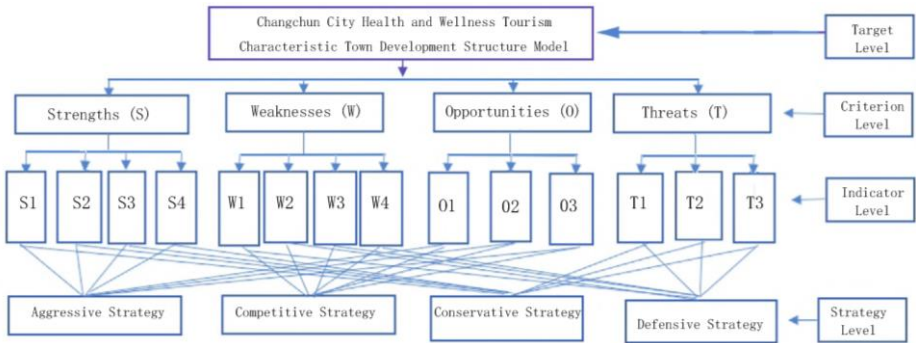 Changchun City Health and Wellness Tourism
Characteristic Town Development Structure Model
Target
Level
Strengths (S)
Weaknesses (W)
Opportunities (O)
Threats (T)
Criterion
Level
S1
S2
S3
S4
W1
W2
W3
W4
O1
O2
O3
T1
T2
T3
Indicator
Level
Aggressive Strategy
Competitive Strategy
Conservative Strategy
Defensive Strategy
Strategy
Level